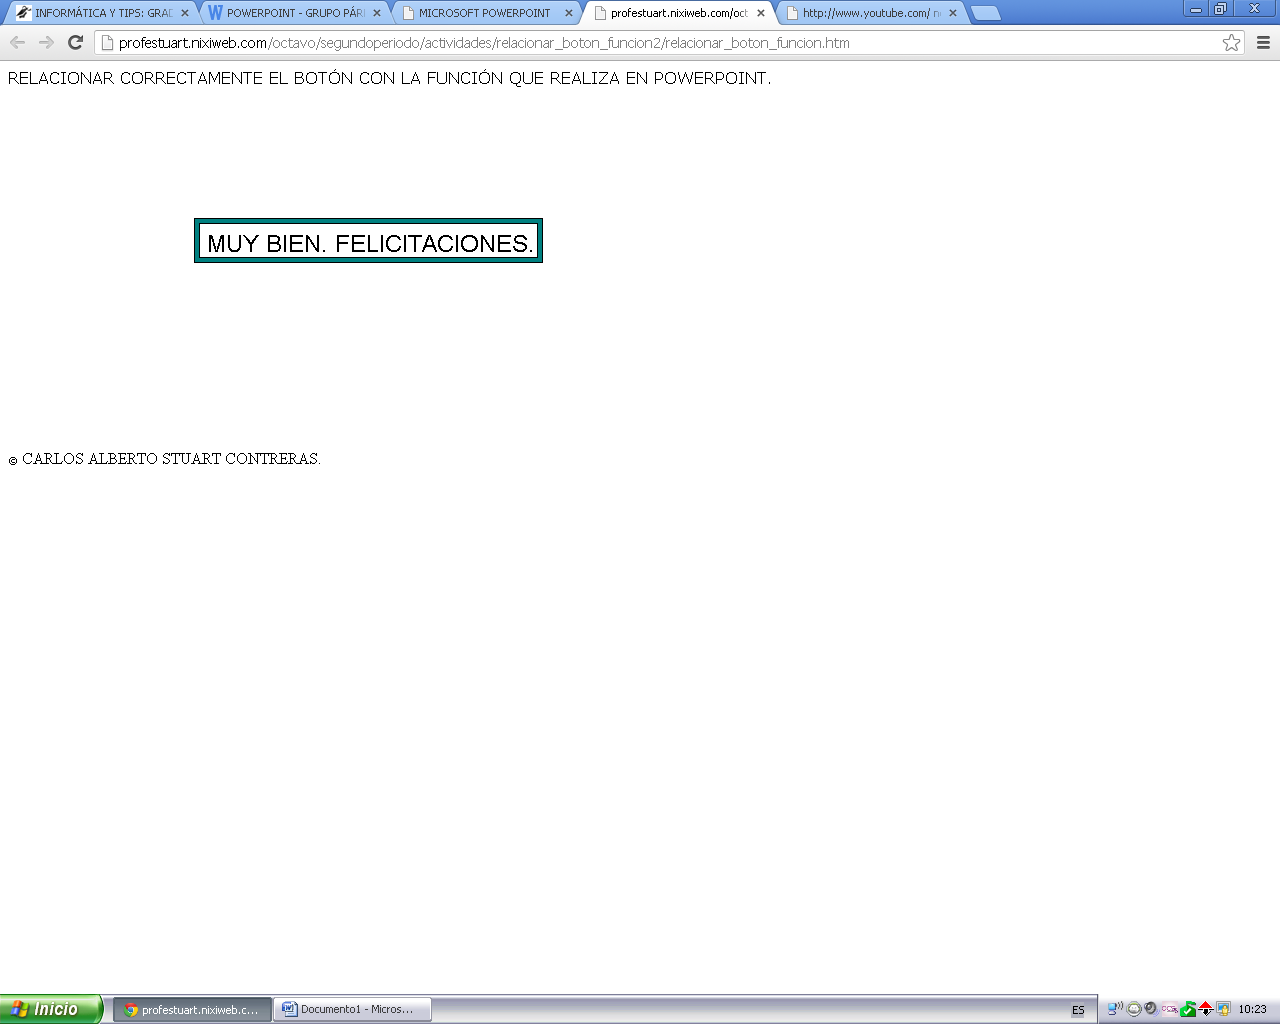 INFORMÁTICA Y TIPS: GRAD
POWERPOINT - GRUPO PÁR
MICROSOFT POWERPOINT
profestuart.nixiweb.com/oct
http://www.youtube.com/ n
profestuart.nixiweb.com/octavo/segundoperiodo/actividades/relacionar_boton_funcion2/relacionar_boton_funcion.htm
RELACIONAR CORRECTAMENTE EL BOTÓN CON LA FUNCIÓN QUE REALIZA EN POWERPOINT.
MUY BIEN. FELICITACIONES.
© CARLOS ALBERTO STUART CONTRERAS.
Inicio
profestuart.nixiweb.c...
Documento1 - Micros...
ES
10:23